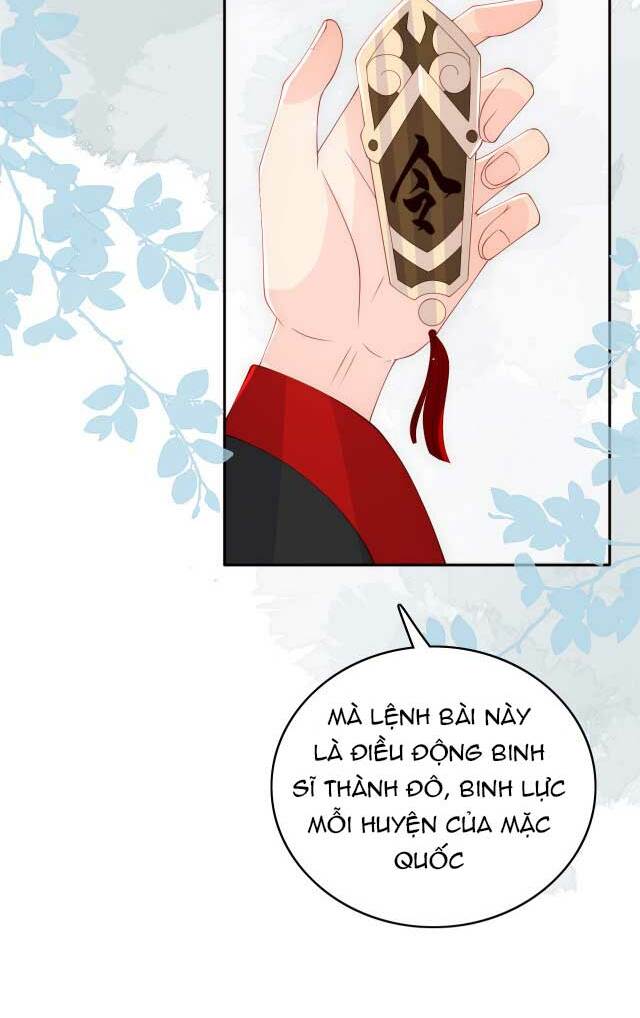 令
MÀ LỆNH BÀI NÀY
LÀ ĐIỀU ĐỘNG BINH
SĨ THÀNH ĐÔ, BINH LỰC
MỖI HUYỆN CỦA MẶC
QUỐC